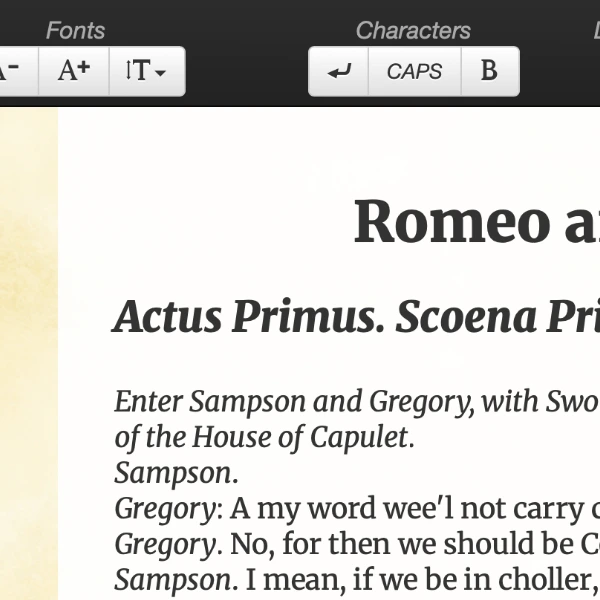 Fonts
Characters
A-
A+
T
CAPS
B
Romeo
Actus Primus. Scoena
Enter Sampson and Gregory, with
of the House of Capulet.
Sampson.
Gregory: A my word wee'l not carry
Gregory. No, for then we should be
Sampson. I mean, if we be in choller,